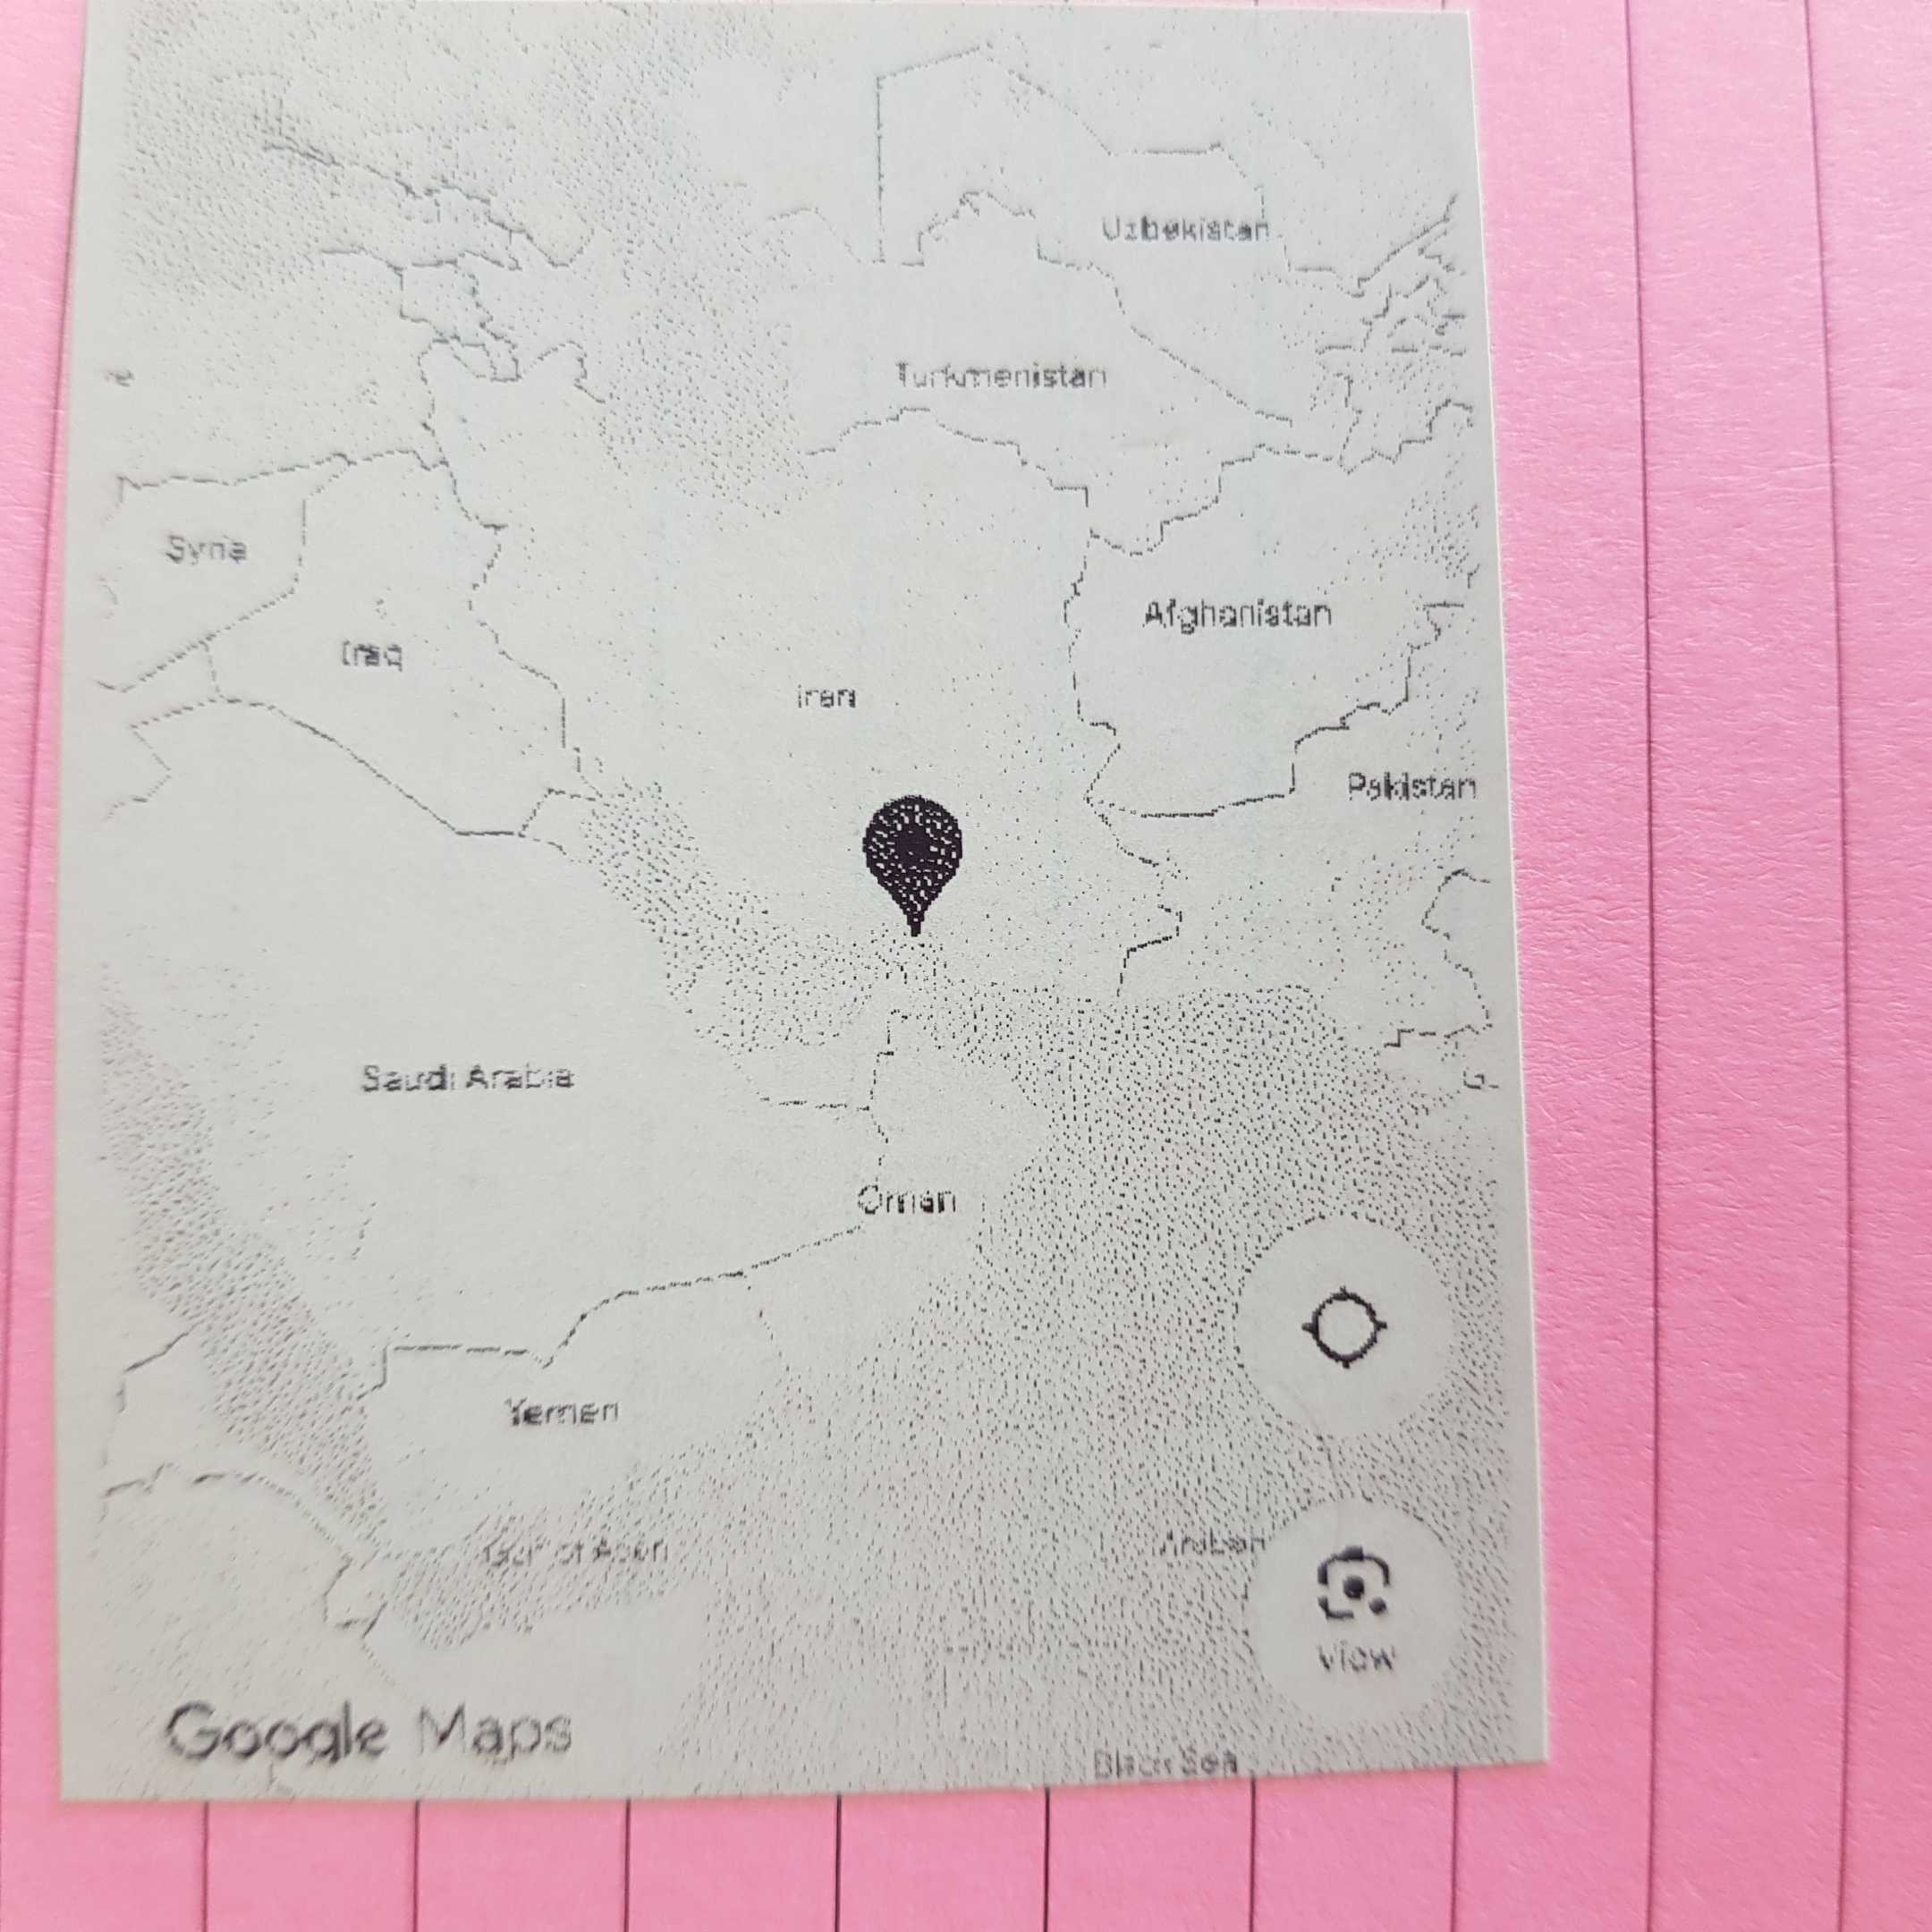 Uzbekistan
Turkmenistan
Syria
Afghanistan
Iraq
Iran
Pakistan
Saudi Arabia
Oman
Yemen
Gulf of Aden
Arabian
View
Google Maps
Black Sea